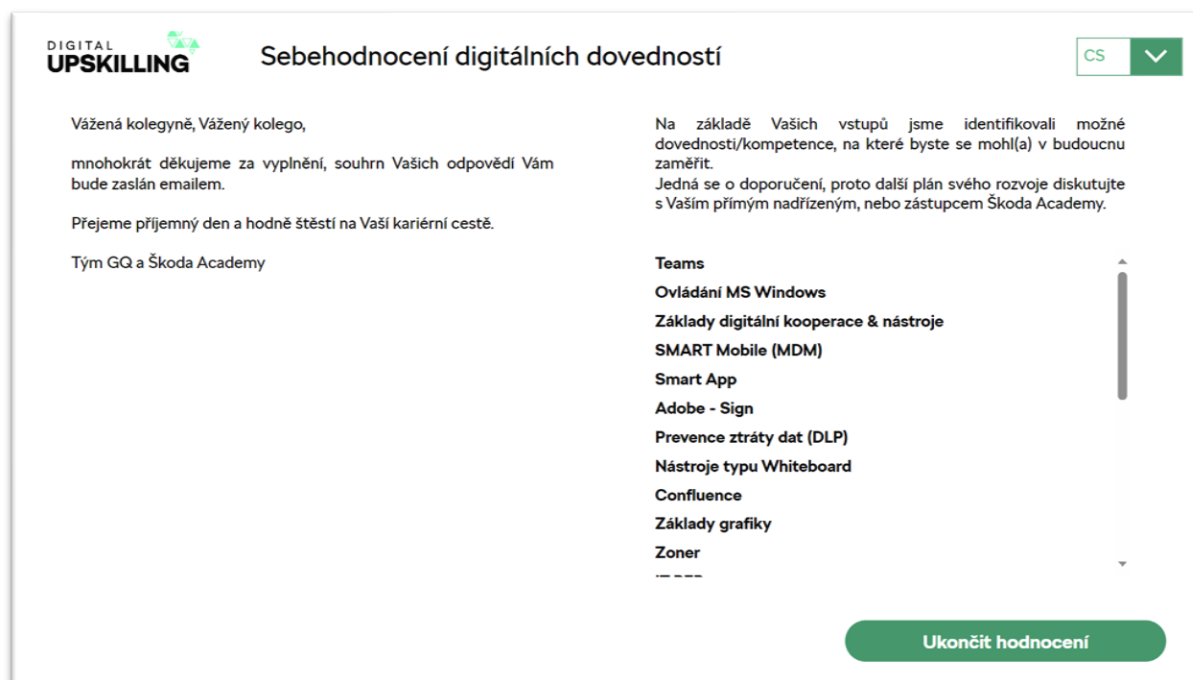 DIGITAL
UPSKILLING
Sebehodnocení digitálních dovedností
CS
Vážená kolegyně, Vážený kolego,
mnohokrát děkujeme za vyplnění, souhrn Vašich odpovědí Vám
bude zaslán emailem.
Přejeme příjemný den a hodně štěstí na Vaší kariérní cestě.
Tým GQ a Škoda Academy
Na základě Vašich vstupů jsme identifikovali možné
dovednosti/kompetence, na které byste se mohl(a) v budoucnu
zaměřit.
Jedná se o doporučení, proto další plán svého rozvoje diskutujte
s Vaším přímým nadřízeným, nebo zástupcem Škoda Academy.
Teams
Ovládání MS Windows
Základy digitální kooperace & nástroje
SMART Mobile (MDM)
Smart App
Adobe - Sign
Prevence ztráty dat (DLP)
Nástroje typu Whiteboard
Confluence
Základy grafiky
Zoner
Ukončit hodnocení